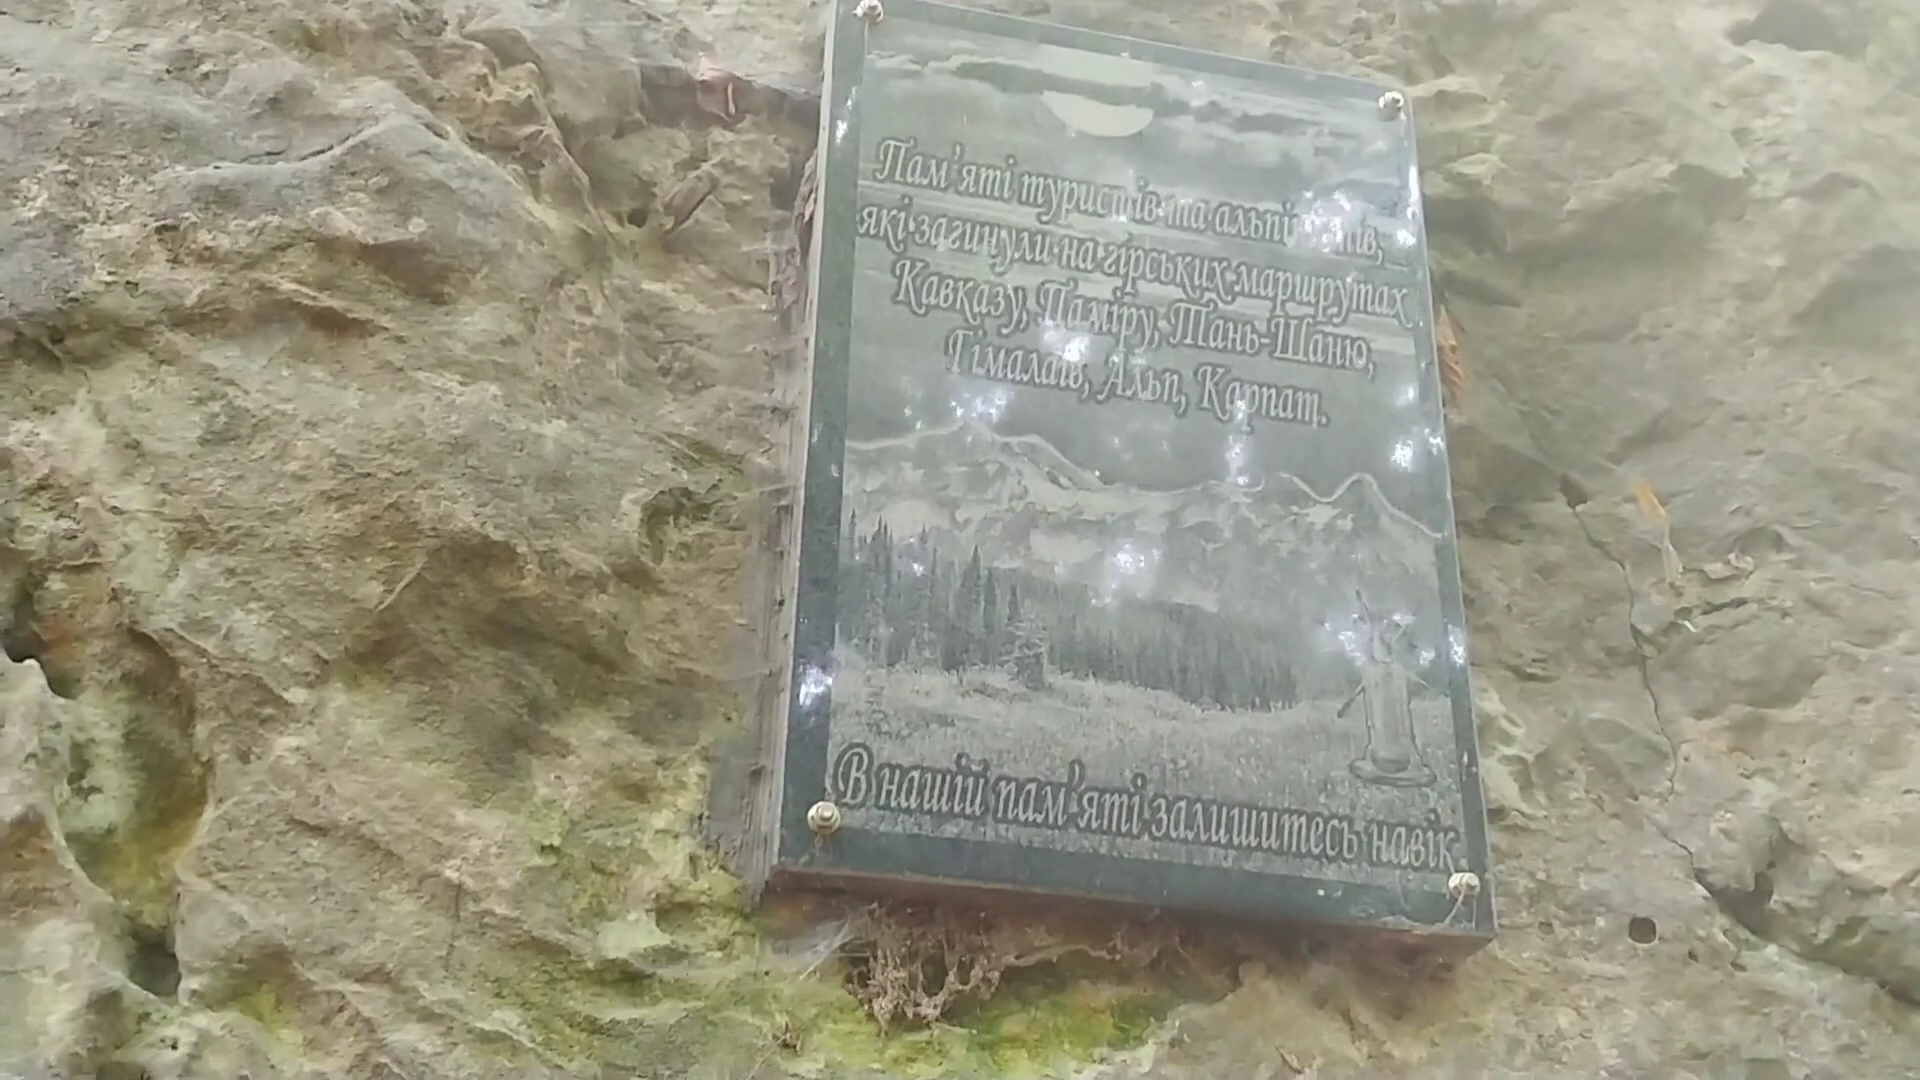 Пам'яті туристів та альпіністів,
які загинули на гірських маршрутах
Кавказу, Паміру, Тань-Шаню,
Гімалаїв, Альп, Карпат.
В нашій пам'яті залишитесь навік.